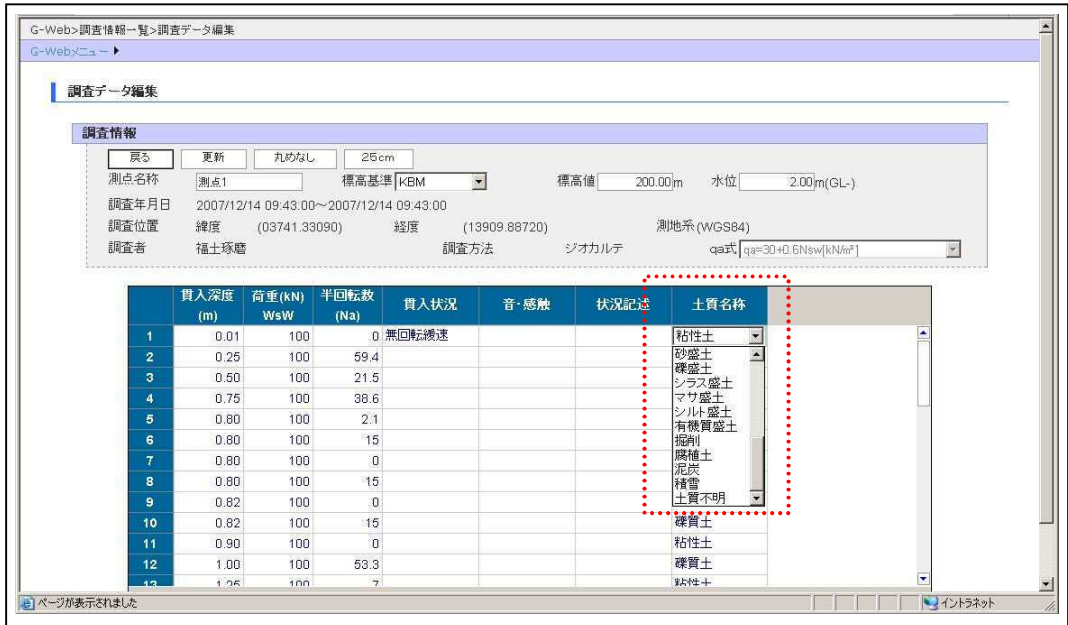 G-Web>調査情報一覧>調査データ編集
G-Webメニュー
調査データ編集
調査情報
戻る 更新 丸めなし 25cm
測点名称 測点1 標高基準 KBM 標高値 200.00 m 水位 2.00 m(GL-)
調査年月日 2007/12/14 09:43:00～2007/12/14 09:43:00
調査位置 緯度 (03741.33090) 経度 (13909.88720) 測地系(WGS84)
調査者 福土琢磨 調査方法 ジオカルテ qa式 qa=30+0.6Nsw[kN/m²]
貫入深度(m) 荷重(kN)WsW 半回転数(Na) 貫入状況 音・感触 状況記述 土質名称
1 0.01 100 0 無回転緩速 粘性土
2 0.25 100 59.4 砂盛土
礫盛土
3 0.50 100 21.5 シラス盛土
4 0.75 100 38.6 マサ盛土
シルト盛土
5 0.80 100 2.1 有機質盛土
6 0.80 100 15 掘削
腐植土
7 0.80 100 0 泥炭
8 0.80 100 15 積雪
9 0.82 100 0 土質不明
10 0.82 100 15 礫質土
11 0.90 100 0 粘性土
12 1.00 100 53.3 礫質土
13 1.25 100 7 粘性土
ページが表示されました イントラネット